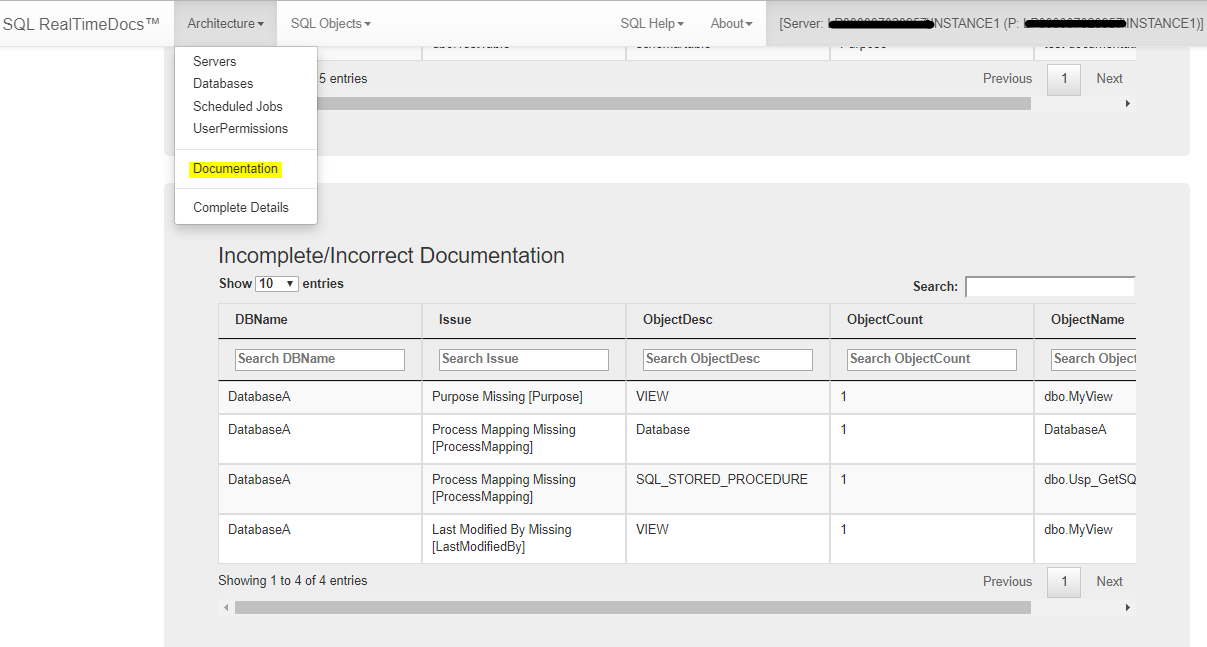 SQL RealTimeDocs™ Architecture SQL Objects SQL Help About [Server: \INSTANCE1 (P: \INSTANCE1)]
Servers
Databases
Scheduled Jobs
UserPermissions
Documentation
Complete Details
5 entries
Previous 1 Next
Incomplete/Incorrect Documentation
Show 10 entries
Search:
DBName Issue ObjectDesc ObjectCount ObjectName
Search DBName Search Issue Search ObjectDesc Search ObjectCount Search Object
DatabaseA Purpose Missing [Purpose] VIEW 1 dbo.MyView
DatabaseA Process Mapping Missing Database 1 DatabaseA
[ProcessMapping]
DatabaseA Process Mapping Missing SQL_STORED_PROCEDURE 1 dbo.Usp_GetSQ
[ProcessMapping]
DatabaseA Last Modified By Missing VIEW 1 dbo.MyView
[LastModifiedBy]
Showing 1 to 4 of 4 entries
Previous 1 Next